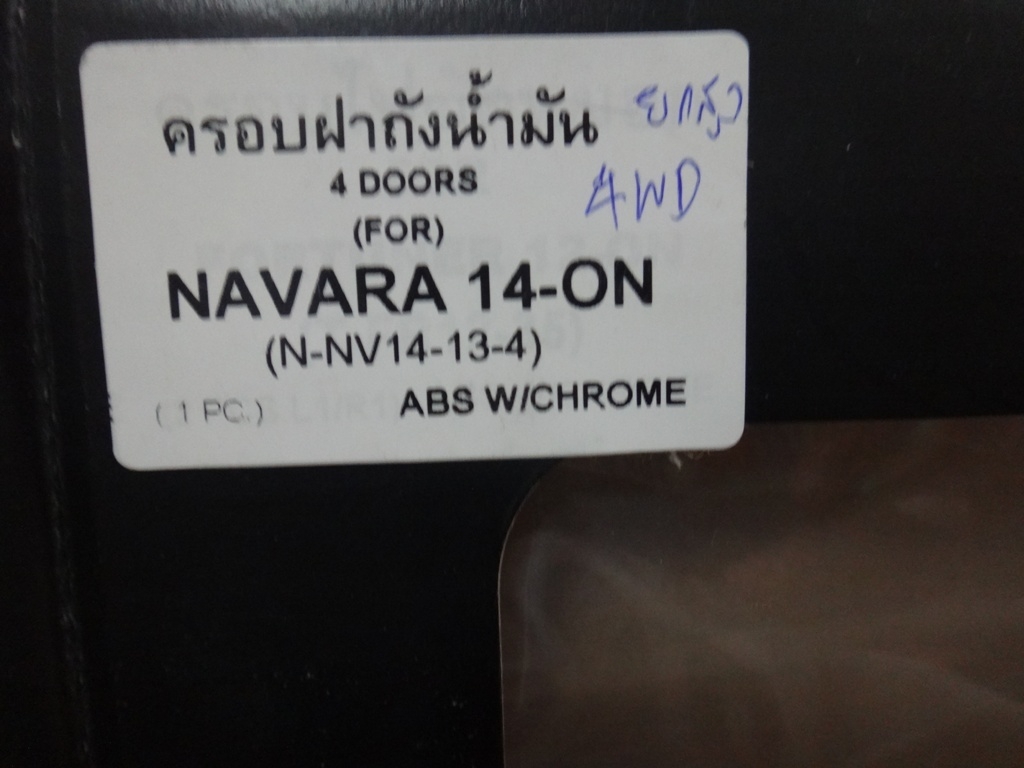 ครอบฝาถังน้ำมัน ยกสูง
4 DOORS 4WD
(FOR)
NAVARA 14-ON
(N-NV14-13-4)
( 1 PC.) ABS W/CHROME